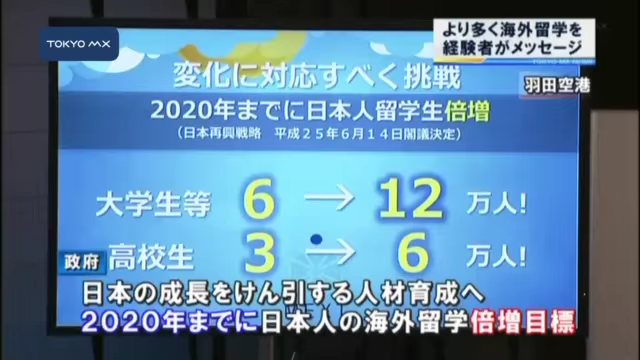 TOKYO MX
より多く海外留学を
経験者がメッセージ
羽田空港
変化に対応すべく挑戦
2020年までに日本人留学生倍増
(日本再興戦略 平成25年6月14日閣議決定)
大学生等 6 → 12 万人!
高校生 3 → 6 万人!
政府
日本の成長をけん引する人材育成へ
2020年までに日本人の海外留学倍増目標